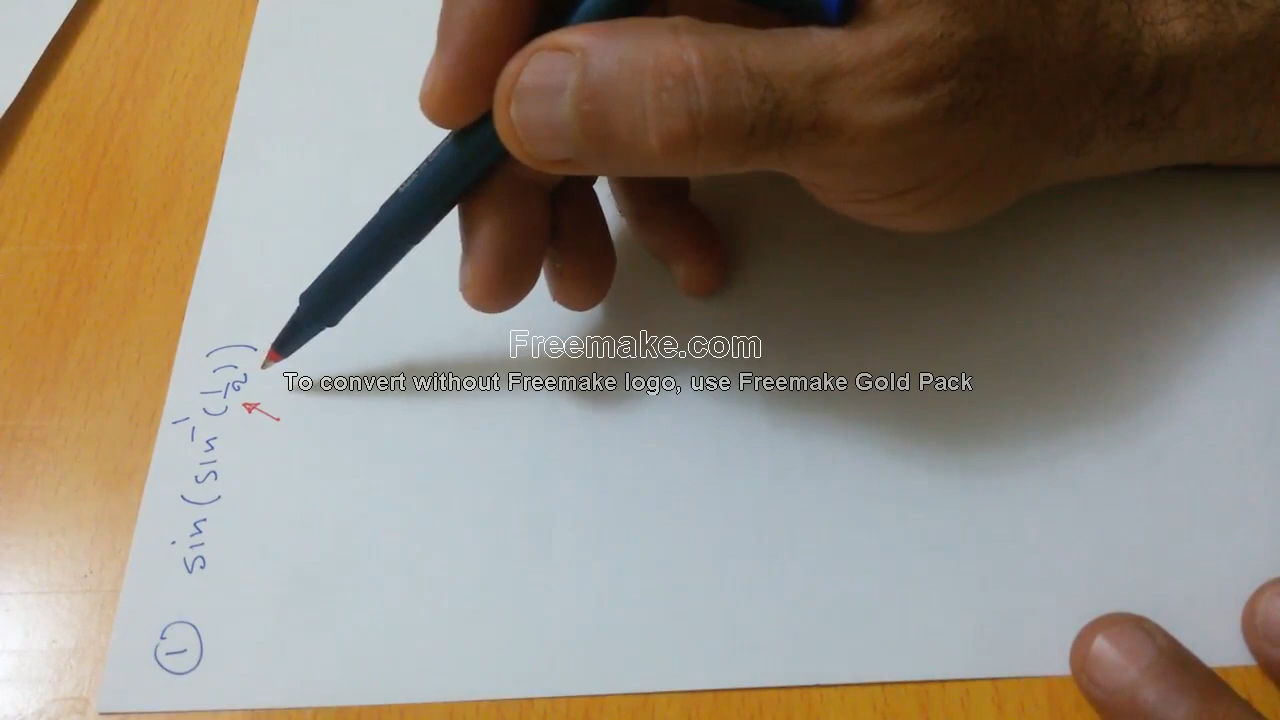 ① sin(sin⁻¹(1/2))
Freemake.com
To convert without Freemake logo, use Freemake Gold Pack